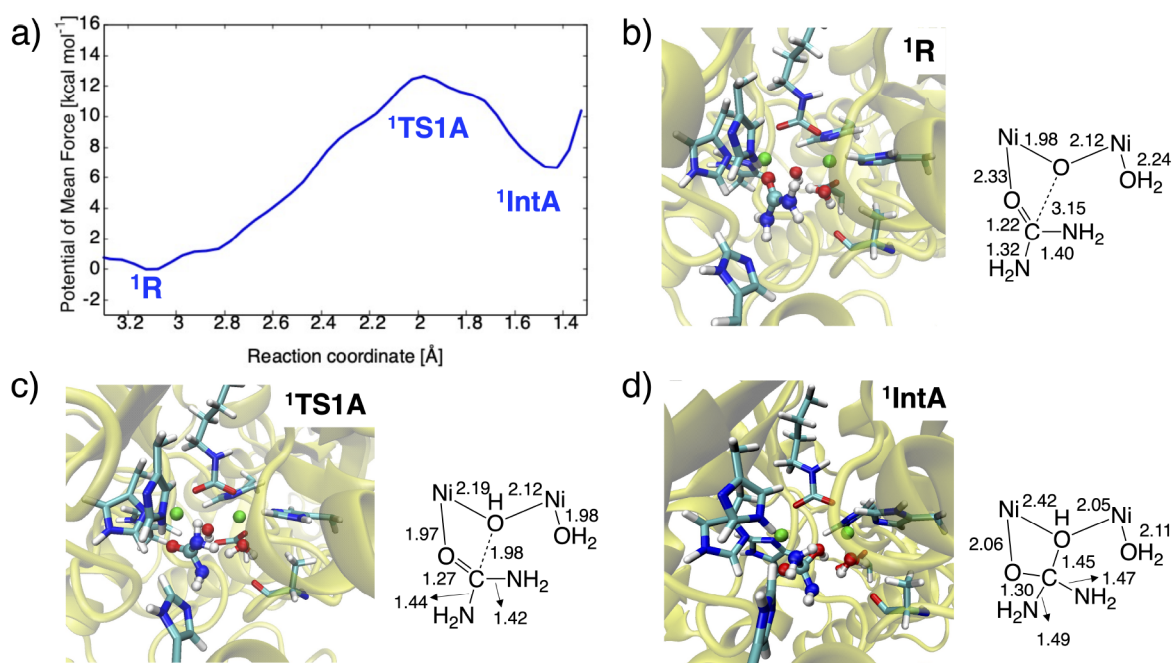 a)
16
14
12
10
8
6
4
2
0
-2
Potential of Mean Force [kcal mol⁻¹]
¹R
¹TS1A
¹IntA
3.2 3 2.8 2.6 2.4 2.2 2 1.8 1.6 1.4
Reaction coordinate [Å]
b)
¹R
Ni 1.98 2.12 Ni
O 2.24
2.33 OH₂
O
1.22 3.15
C NH₂
1.32 1.40
H₂N
c)
¹TS1A
Ni 2.19 H 2.12 Ni
O 1.98
1.97 OH₂
O 1.98
1.27 C NH₂
1.44
H₂N 1.42
d)
¹IntA
Ni 2.42 H 2.05 Ni
O 2.11
2.06 OH₂
1.45
O C 1.47
1.30 NH₂
H₂N
1.49